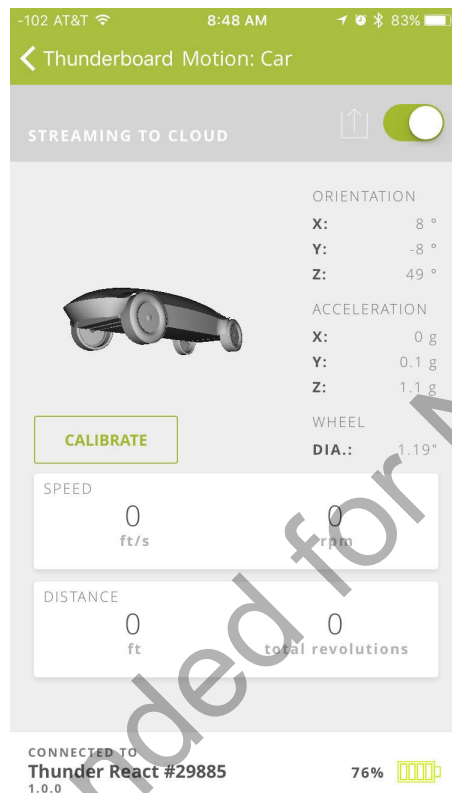 -102 AT&T 8:48 AM 83%
Thunderboard Motion: Car
STREAMING TO CLOUD
ORIENTATION
X: 8 °
Y: -8 °
Z: 49 °
ACCELERATION
X: 0 g
Y: 0.1 g
Z: 1.1 g
WHEEL
DIA.: 1.19"
CALIBRATE
SPEED
0 0
ft/s rpm
DISTANCE
0 0
ft total revolutions
CONNECTED TO
Thunder React #29885 76%
1.0.0
nded for